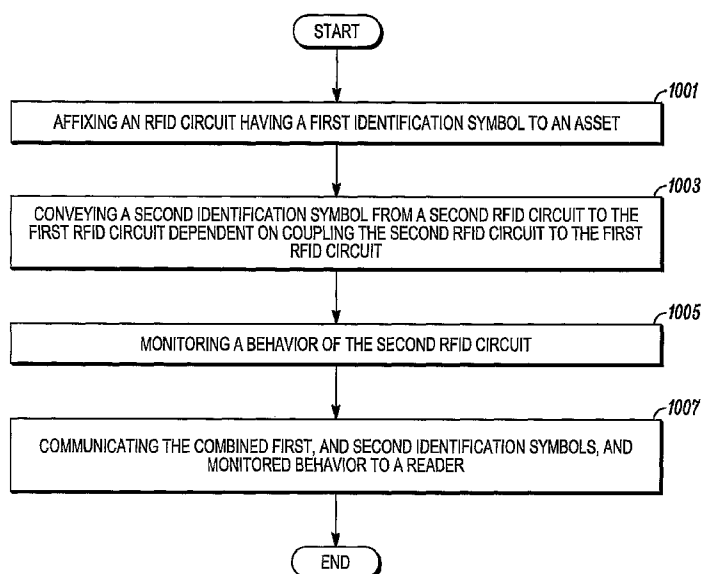 START
1001
AFFIXING AN RFID CIRCUIT HAVING A FIRST IDENTIFICATION SYMBOL TO AN ASSET
1003
CONVEYING A SECOND IDENTIFICATION SYMBOL FROM A SECOND RFID CIRCUIT TO THE
FIRST RFID CIRCUIT DEPENDENT ON COUPLING THE SECOND RFID CIRCUIT TO THE FIRST
RFID CIRCUIT
1005
MONITORING A BEHAVIOR OF THE SECOND RFID CIRCUIT
1007
COMMUNICATING THE COMBINED FIRST, AND SECOND IDENTIFICATION SYMBOLS, AND
MONITORED BEHAVIOR TO A READER
END